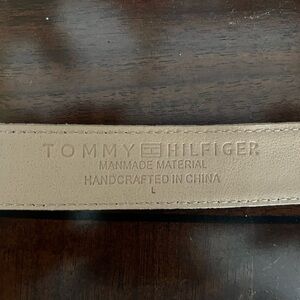 TOMMY HILFIGER
MANMADE MATERIAL
HANDCRAFTED IN CHINA
L